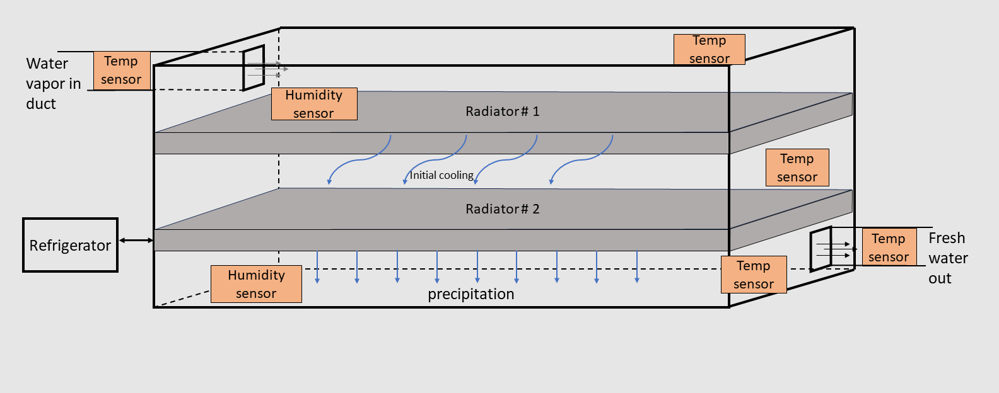 Temp
sensor
Water
vapor in
duct
Temp
sensor
Humidity
sensor
Radiator# 1
Temp
sensor
Initial cooling
Radiator# 2
Refrigerator
Temp
sensor
Fresh
water
out
Temp
sensor
Humidity
sensor
precipitation